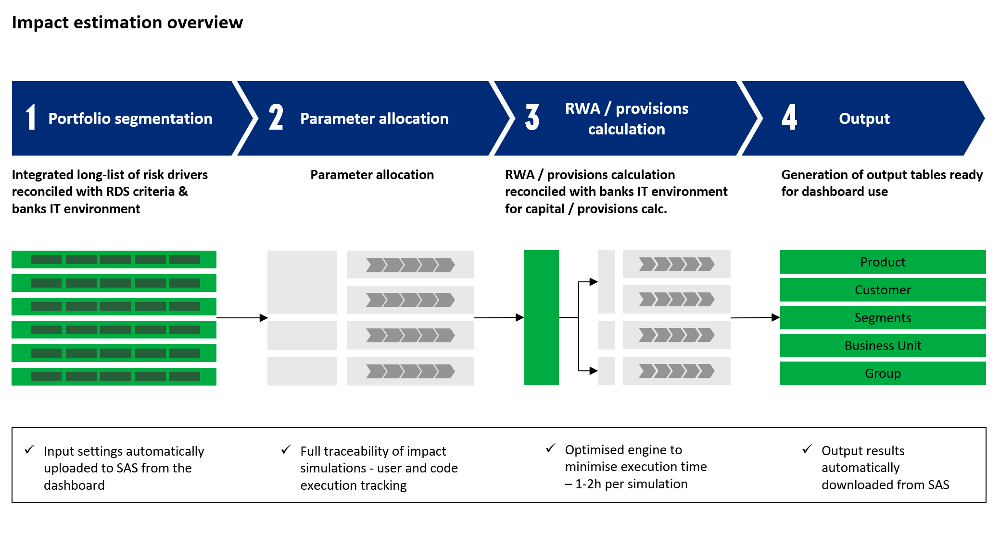 Impact estimation overview
1 Portfolio segmentation
2 Parameter allocation
3 RWA / provisions
calculation
4 Output
Integrated long-list of risk drivers
reconciled with RDS criteria &
banks IT environment
Parameter allocation
RWA / provisions calculation
reconciled with banks IT environment
for capital / provisions calc.
Generation of output tables ready
for dashboard use
Product
Customer
Segments
Business Unit
Group
✓ Input settings automatically
uploaded to SAS from the
dashboard
✓ Full traceability of impact
simulations - user and code
execution tracking
✓ Optimised engine to
minimise execution time
– 1-2h per simulation
✓ Output results
automatically
downloaded from SAS